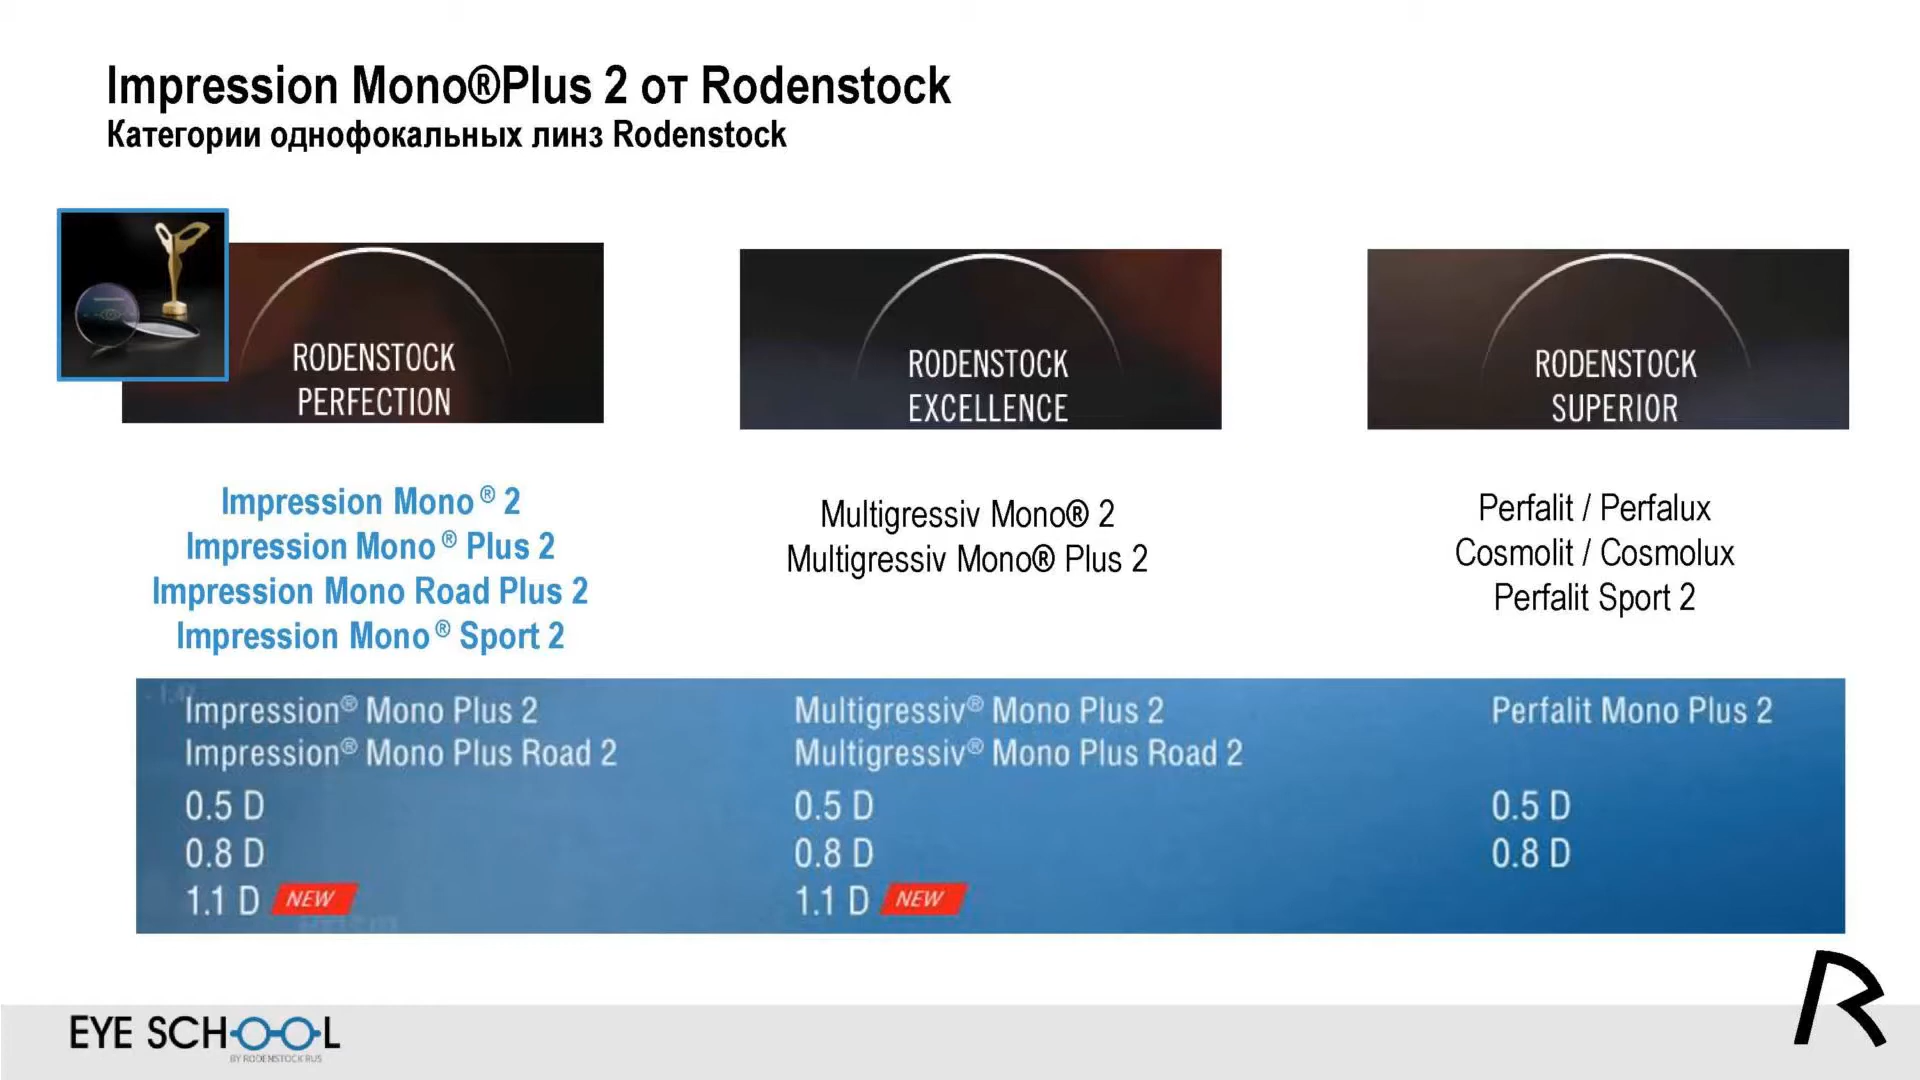 Impression Mono®Plus 2 от Rodenstock
Категории однофокальных линз Rodenstock
RODENSTOCK
PERFECTION
RODENSTOCK
EXCELLENCE
RODENSTOCK
SUPERIOR
Impression Mono® 2
Impression Mono® Plus 2
Impression Mono Road Plus 2
Impression Mono® Sport 2
Multigressiv Mono® 2
Multigressiv Mono® Plus 2
Perfalit / Perfalux
Cosmolit / Cosmolux
Perfalit Sport 2
Impression® Mono Plus 2
Impression® Mono Plus Road 2
0.5 D
0.8 D
1.1 D NEW
Multigressiv® Mono Plus 2
Multigressiv® Mono Plus Road 2
0.5 D
0.8 D
1.1 D NEW
Perfalit Mono Plus 2
0.5 D
0.8 D
EYE SCHOOL
BY RODENSTOCK RUS
R